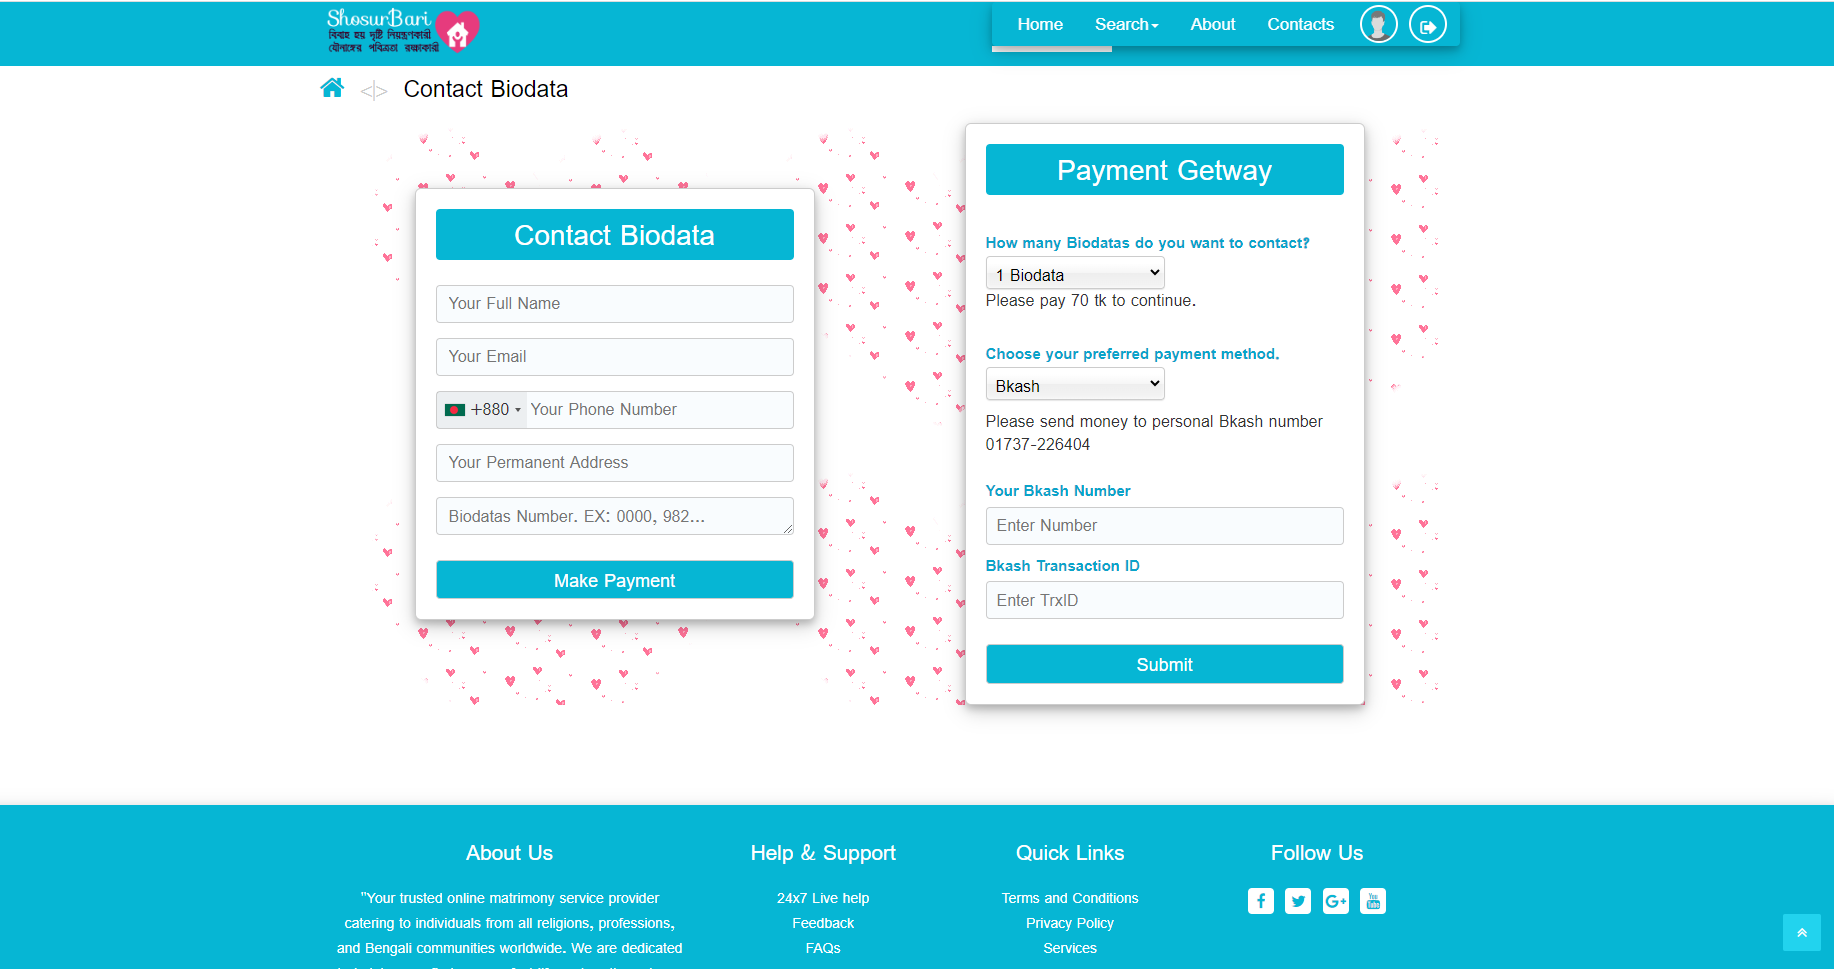 ShosurBari
বিবাহ হয় দৃষ্টি নিয়ন্ত্রণকারী
যৌনাঙ্গের পবিত্রতা রক্ষাকারী
Home
Search
About
Contacts
Contact Biodata
Contact Biodata
Your Full Name
Your Email
+880
Your Phone Number
Your Permanent Address
Biodatas Number. EX: 0000, 982...
Make Payment
Payment Getway
How many Biodatas do you want to contact?
1 Biodata
Please pay 70 tk to continue.
Choose your preferred payment method.
Bkash
Please send money to personal Bkash number
01737-226404
Your Bkash Number
Enter Number
Bkash Transaction ID
Enter TrxID
Submit
About Us
"Your trusted online matrimony service provider
catering to individuals from all religions, professions,
and Bengali communities worldwide. We are dedicated
Help & Support
24x7 Live help
Feedback
FAQs
Quick Links
Terms and Conditions
Privacy Policy
Services
Follow Us
f
G+
You
Tube